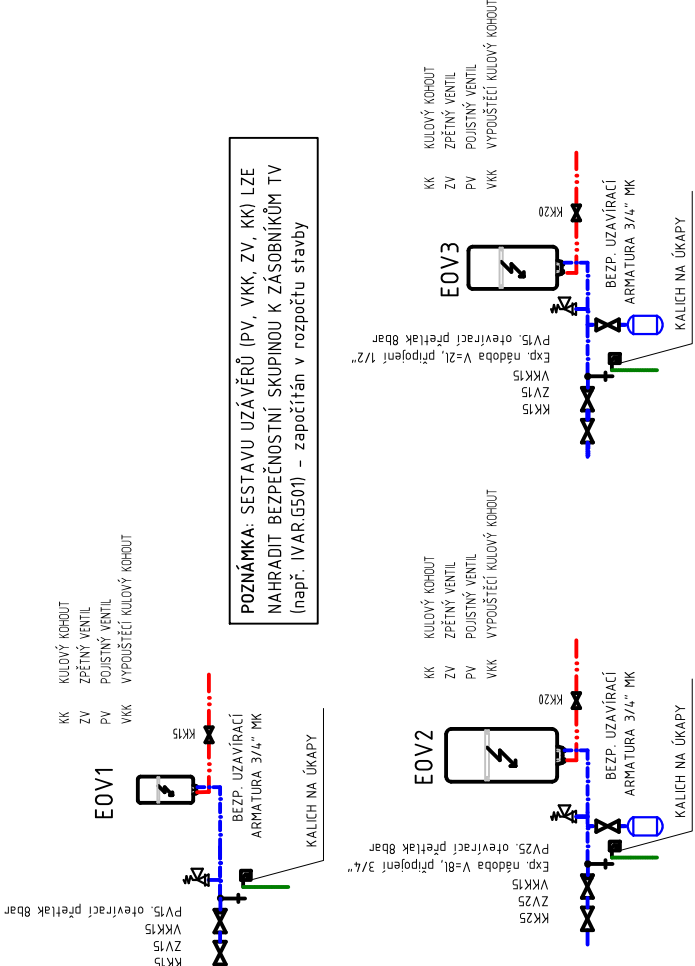 EOV1
KK KULOVÝ KOHOUT
ZV ZPĚTNÝ VENTIL
PV POJISTNÝ VENTIL
VKK VYPOUŠTĚCÍ KULOVÝ KOHOUT
KK15
BEZP. UZAVÍRACÍ
ARMATURA 3/4" MK
KALICH NA ÚKAPY
PV15. otevírací přetlak 8bar
VKK15
ZV15
KK15
POZNÁMKA: SESTAVU UZÁVĚRŮ (PV, VKK, ZV, KK) LZE
NAHRADIT BEZPEČNOSTNÍ SKUPINOU K ZÁSOBNÍKŮM TV
(např. IVAR.G501) - započítán v rozpočtu stavby
EOV2
KK KULOVÝ KOHOUT
ZV ZPĚTNÝ VENTIL
PV POJISTNÝ VENTIL
VKK VYPOUŠTĚCÍ KULOVÝ KOHOUT
KK20
BEZP. UZAVÍRACÍ
ARMATURA 3/4" MK
KALICH NA ÚKAPY
PV25. otevírací přetlak 8bar
Exp. nádoba V=8l, připojení 3/4"
VKK15
ZV25
KK25
EOV3
KK KULOVÝ KOHOUT
ZV ZPĚTNÝ VENTIL
PV POJISTNÝ VENTIL
VKK VYPOUŠTĚCÍ KULOVÝ KOHOUT
KK20
BEZP. UZAVÍRACÍ
ARMATURA 3/4" MK
KALICH NA ÚKAPY
PV15. otevírací přetlak 8bar
Exp. nádoba V=2l, připojení 1/2"
VKK15
ZV15
KK15